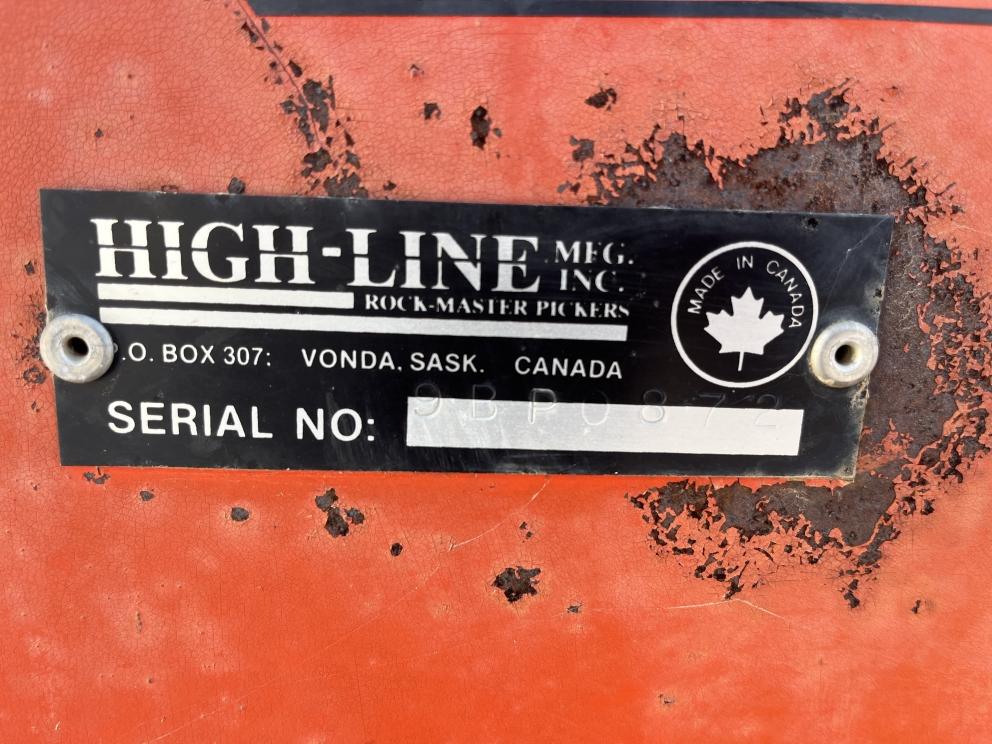 HIGH-LINE MFG. INC.
ROCK-MASTER PICKERS
.O. BOX 307: VONDA, SASK. CANADA
SERIAL NO: 9BP0872
MADE IN CANADA